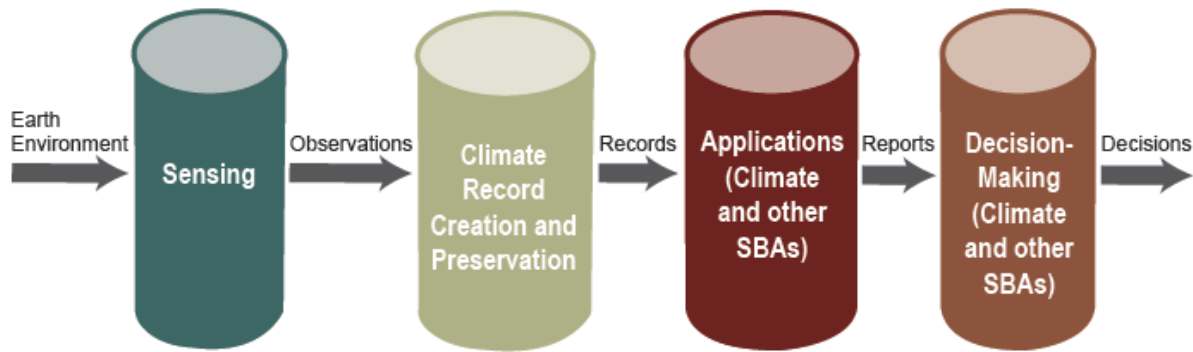 Earth
Environment
Sensing
Observations
Climate
Record
Creation and
Preservation
Records
Applications
(Climate
and other
SBAs)
Reports
Decision-
Making
(Climate
and other
SBAs)
Decisions